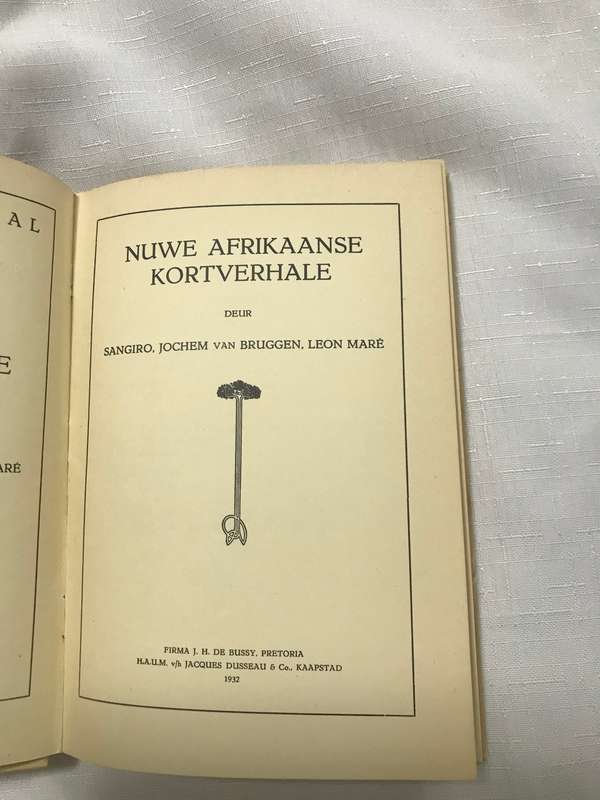 A L
E
ARÉ
NUWE AFRIKAANSE
KORTVERHALE
DEUR
SANGIRO, JOCHEM VAN BRUGGEN, LEON MARÉ
FIRMA J. H. DE BUSSY, PRETORIA
H.A.U.M. v/h JACQUES DUSSEAU & Co., KAAPSTAD
1932